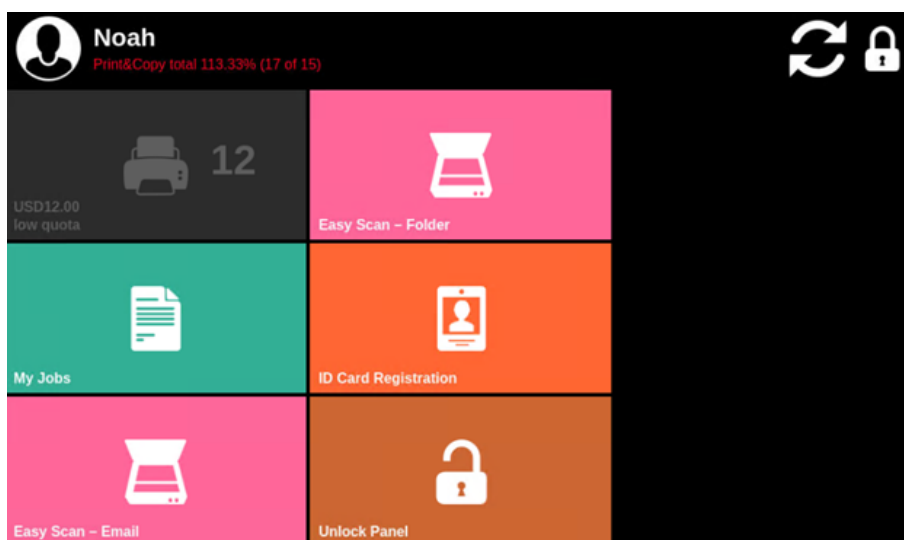 Noah
Print&Copy total 113.33% (17 of 15)
12
USD12.00
low quota
Easy Scan – Folder
My Jobs
ID Card Registration
Easy Scan – Email
Unlock Panel